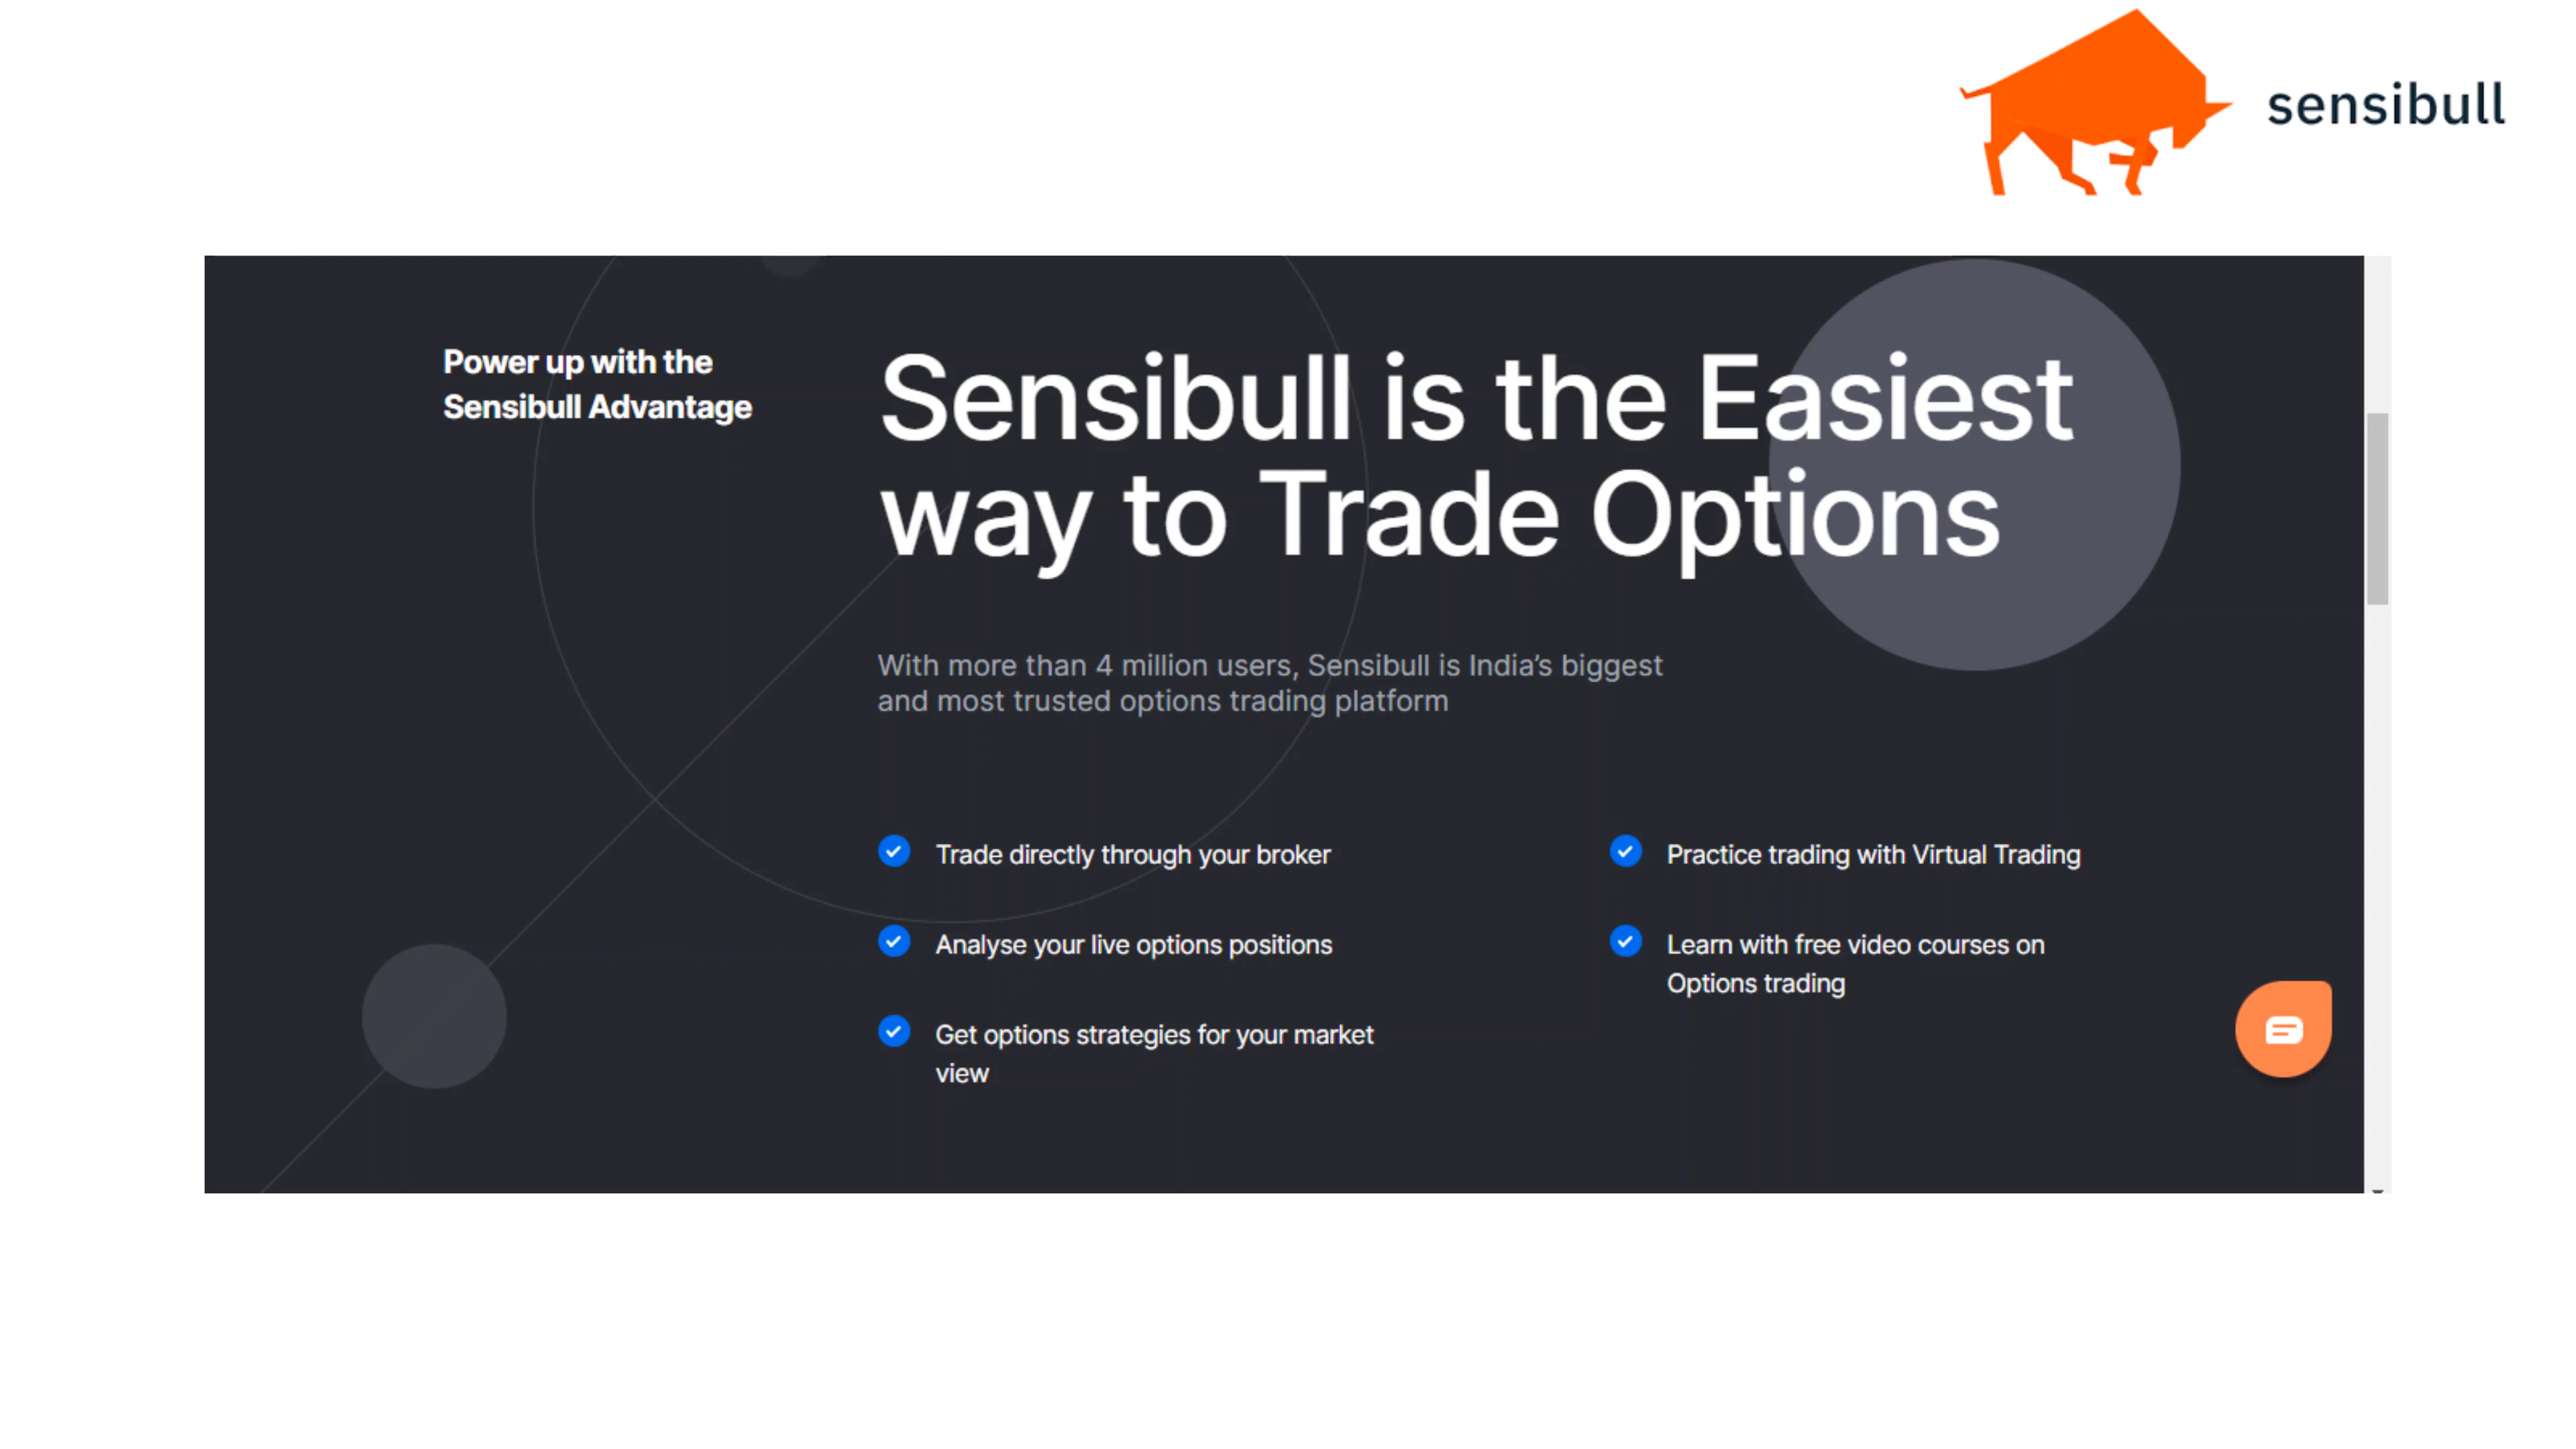 sensibull
Power up with the
Sensibull Advantage
Sensibull is the Easiest
way to Trade Options
With more than 4 million users, Sensibull is India’s biggest
and most trusted options trading platform
Trade directly through your broker
Analyse your live options positions
Get options strategies for your market
view
Practice trading with Virtual Trading
Learn with free video courses on
Options trading